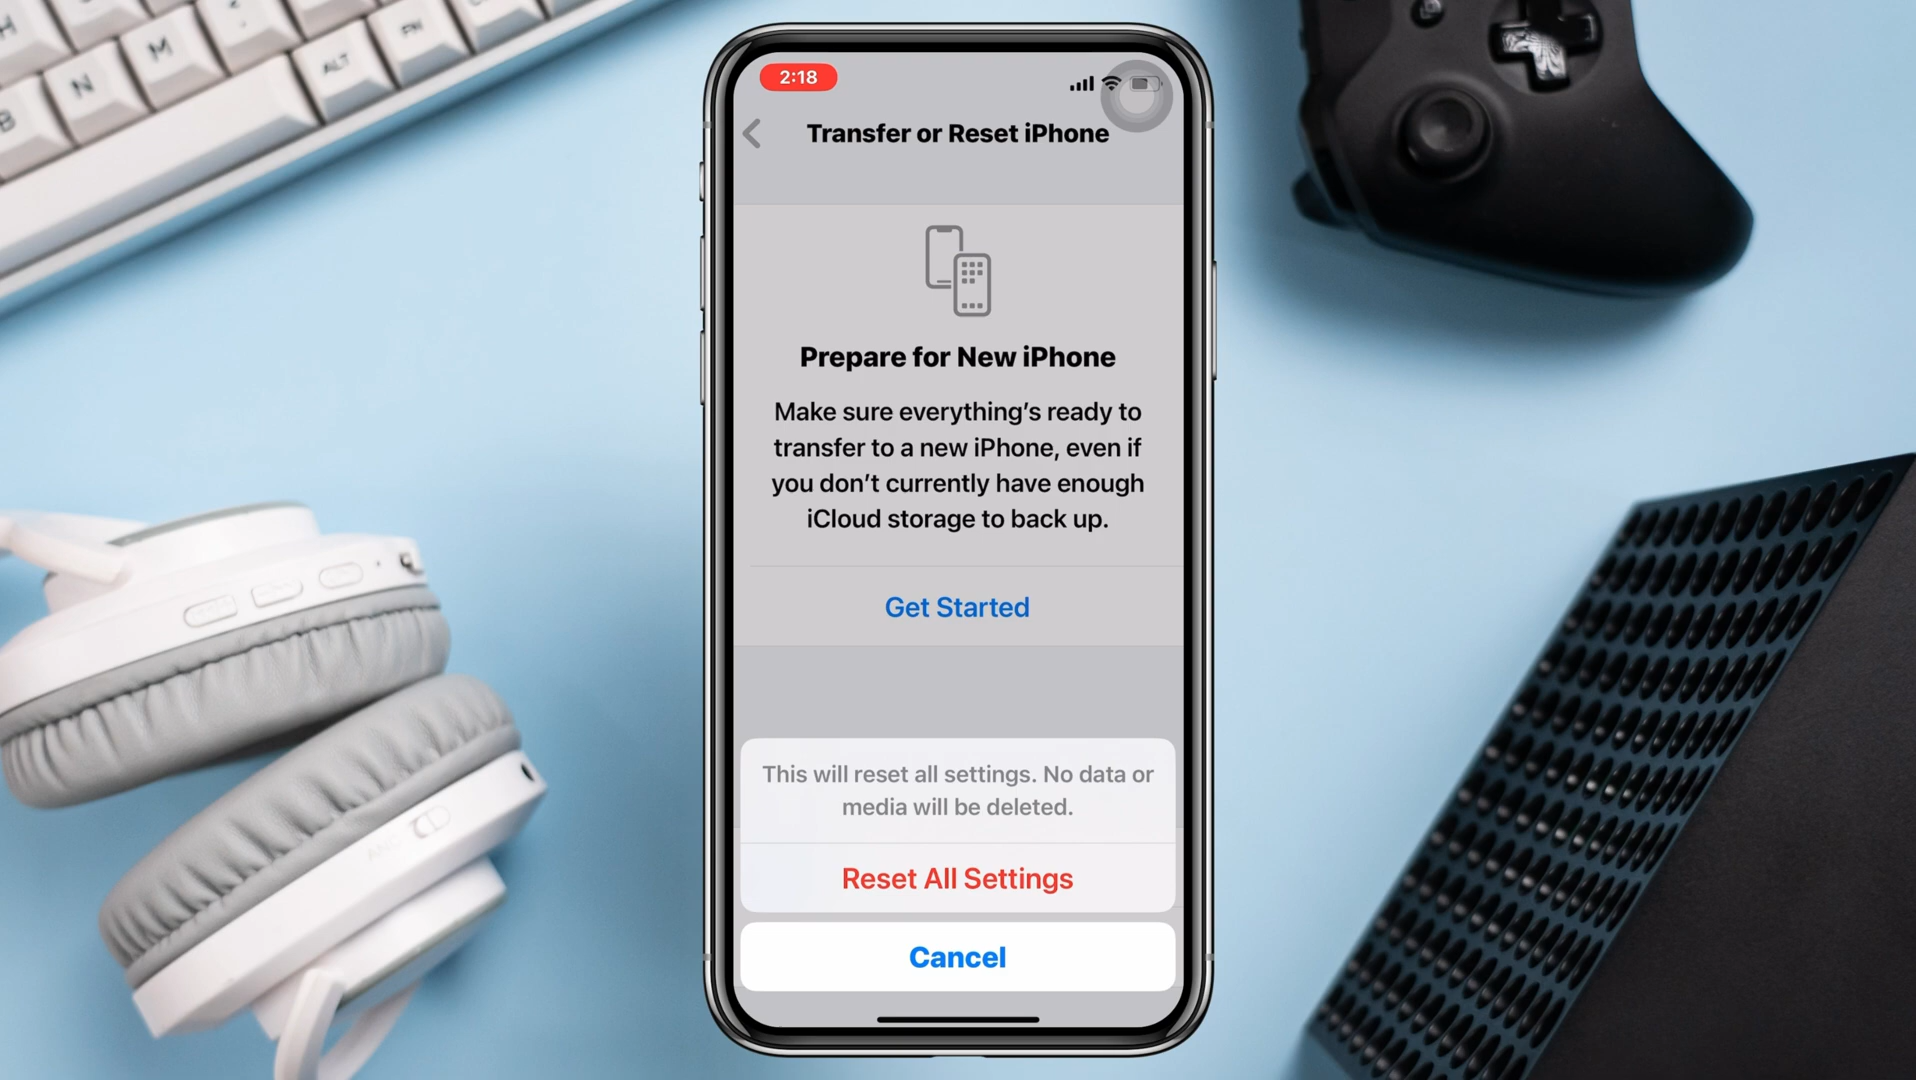 M
ALT
FN
N
B
2:18
Transfer or Reset iPhone
Prepare for New iPhone
Make sure everything’s ready to
transfer to a new iPhone, even if
you don’t currently have enough
iCloud storage to back up.
Get Started
This will reset all settings. No data or
media will be deleted.
Reset All Settings
Cancel